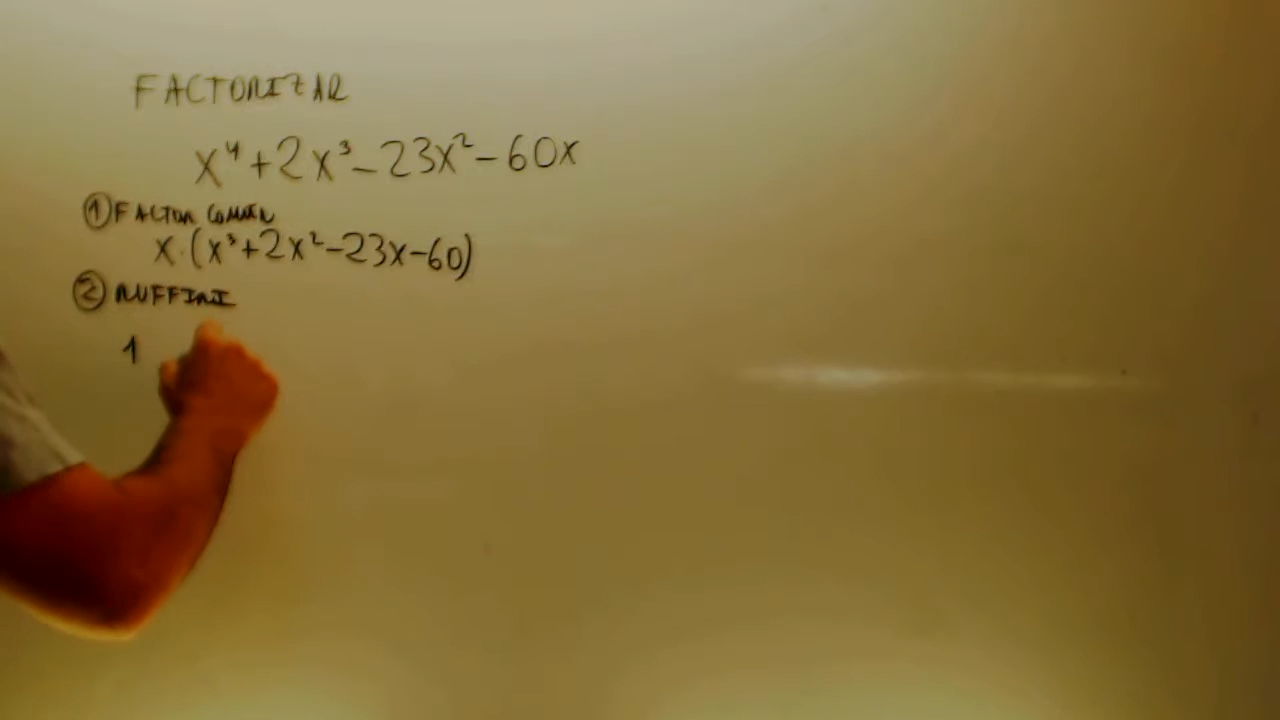 FACTORIZAR
x⁴+2x³-23x²-60x
① FACTOR COMÚN
x·(x³+2x²-23x-60)
② RUFFINI
1